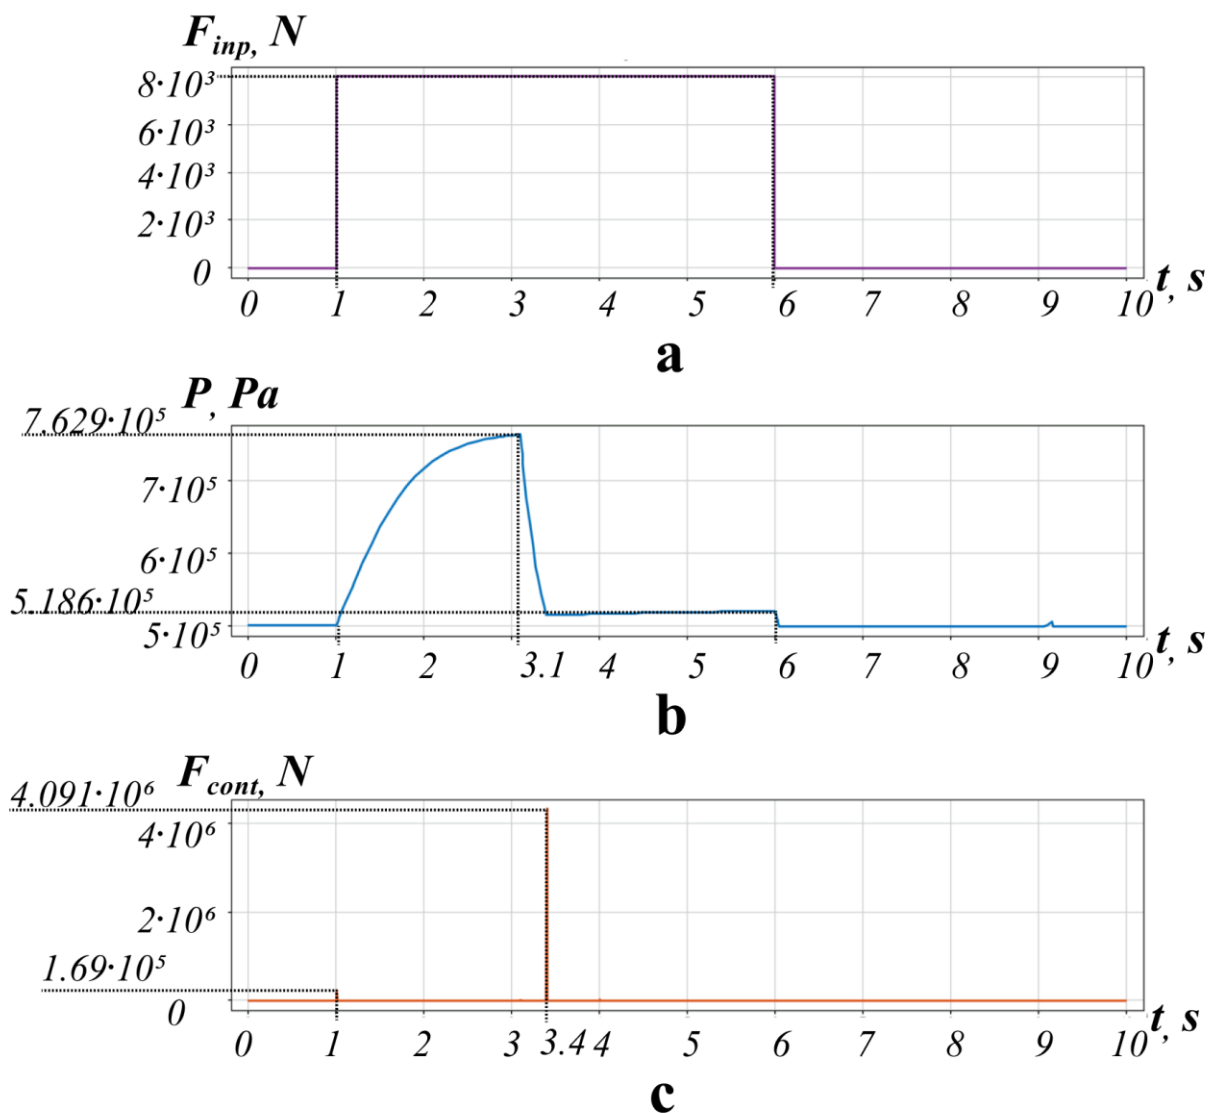 F_inp, N
8·10³
6·10³
4·10³
2·10³
0
0 1 2 3 4 5 6 7 8 9 10 t, s
a
P, Pa
7.629·10⁵
7·10⁵
6·10⁵
5.186·10⁵
5·10⁵
0 1 2 3.1 4 5 6 7 8 9 10 t, s
b
F_cont, N
4.091·10⁶
4·10⁶
2·10⁶
1.69·10⁵
0
0 1 2 3 3.4 4 5 6 7 8 9 10 t, s
c